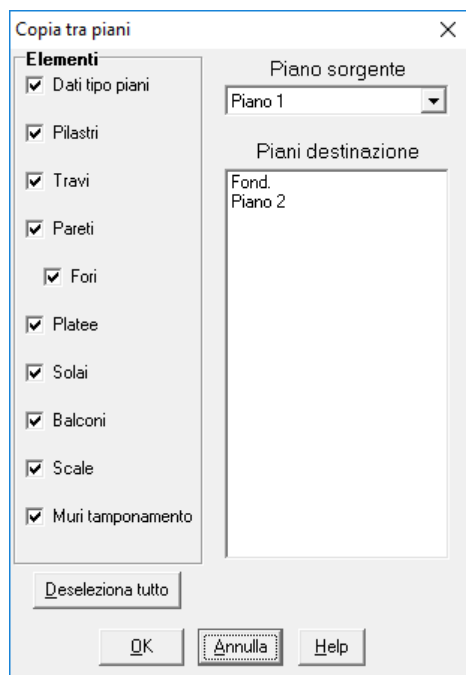 Copia tra piani
Elementi
Dati tipo piani
Pilastri
Travi
Pareti
Fori
Platee
Solai
Balconi
Scale
Muri tamponamento
Deseleziona tutto
Piano sorgente
Piano 1
Piani destinazione
Fond.
Piano 2
OK
Annulla
Help